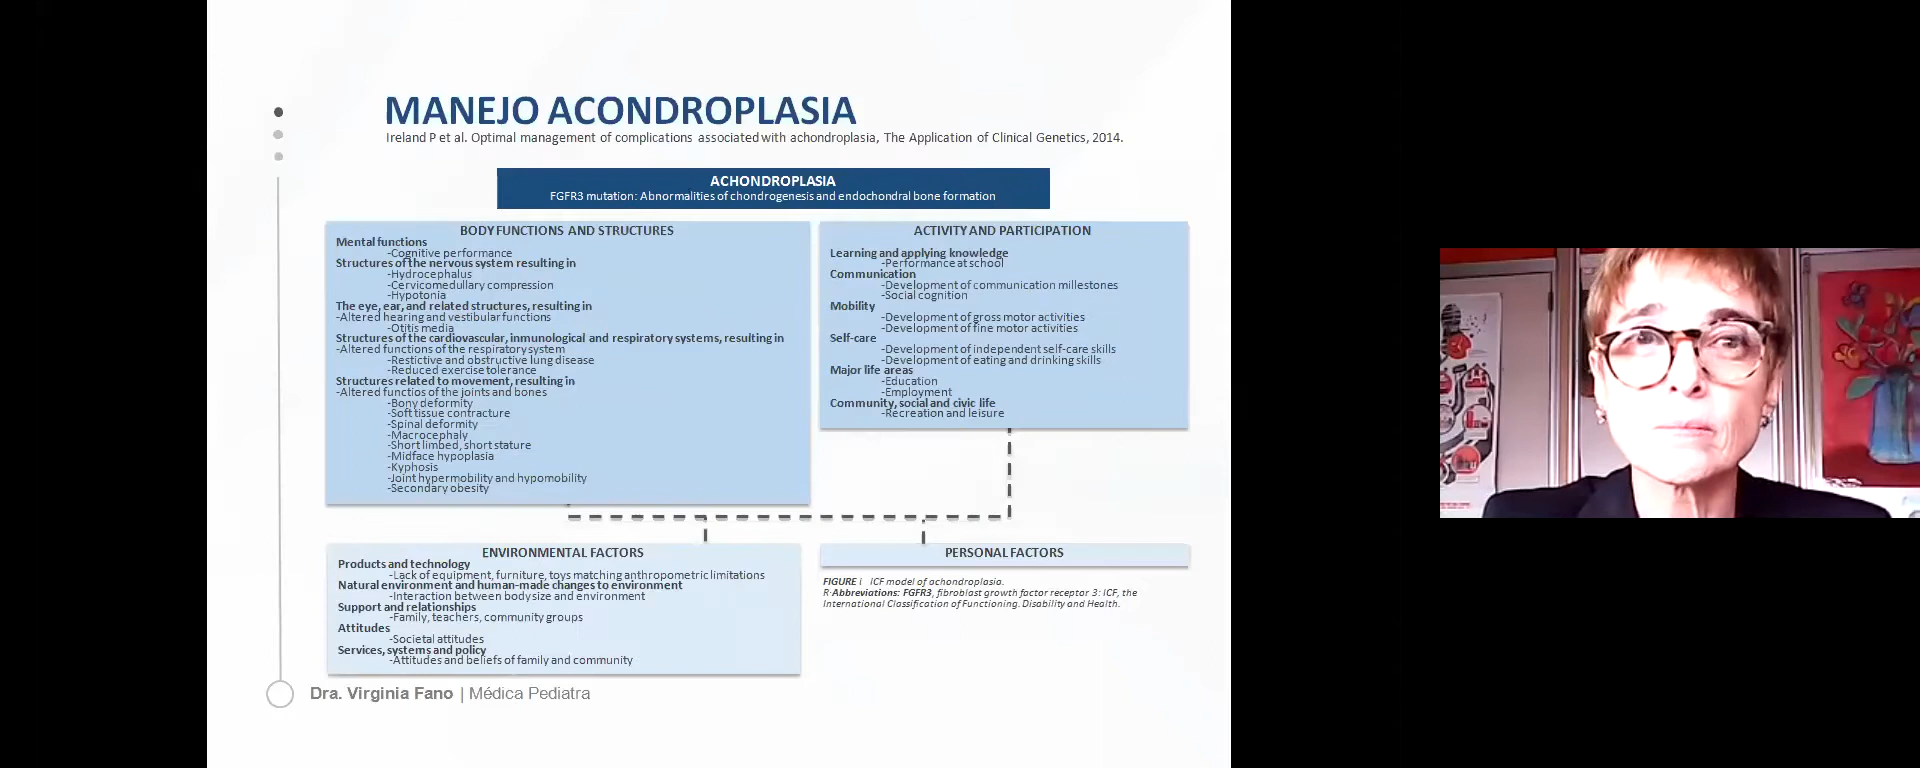 MANEJO ACONDROPLASIA
Ireland P et al. Optimal management of complications associated with achondroplasia, The Application of Clinical Genetics, 2014.
ACHONDROPLASIA
FGFR3 mutation: Abnormalities of chondrogenesis and endochondral bone formation
BODY FUNCTIONS AND STRUCTURES
Mental functions
-Cognitive performance
Structures of the nervous system resulting in
-Hydrocephalus
-Cervicomedullary compression
-Hypotonia
The eye, ear, and related structures, resulting in
-Altered hearing and vestibular functions
-Otitis media
Structures of the cardiovascular, inmunological and respiratory systems, resulting in
-Altered functions of the respiratory system
-Restictive and obstructive lung disease
-Reduced exercise tolerance
Structures related to movement, resulting in
-Altered functios of the joints and bones
-Bony deformity
-Soft tissue contracture
-Spinal deformity
-Macrocephaly
-Short limbed, short stature
-Midface hypoplasia
-Kyphosis
-Joint hypermobility and hypomobility
-Secondary obesity
ACTIVITY AND PARTICIPATION
Learning and applying knowledge
-Performance at school
Communication
-Development of communication millestones
-Social cognition
Mobility
-Development of gross motor activities
-Development of fine motor activities
Self-care
-Development of independent self-care skills
-Development of eating and drinking skills
Major life areas
-Education
-Employment
Community, social and civic life
-Recreation and leisure
ENVIRONMENTAL FACTORS
Products and technology
-Lack of equipment, furniture, toys matching anthropometric limitations
Natural environment and human-made changes to environment
-Interaction between body size and environment
Support and relationships
-Family, teachers, community groups
Attitudes
-Societal attitudes
Services, systems and policy
-Attitudes and beliefs of family and community
PERSONAL FACTORS
FIGURE I ICF model of achondroplasia.
R-Abbreviations: FGFR3, fibroblast growth factor receptor 3: ICF, the
International Classification of Functioning. Disability and Health.
Dra. Virginia Fano | Médica Pediatra